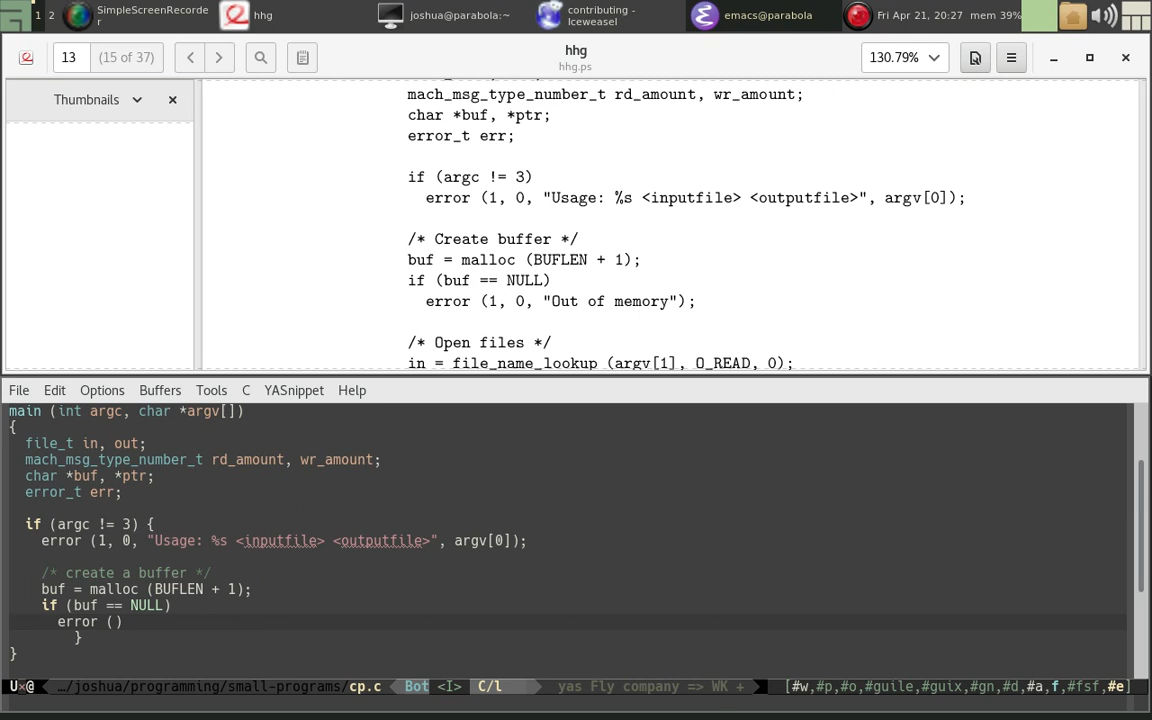 1 2 SimpleScreenRecorder hhg joshua@parabola:~ contributing - Iceweasel emacs@parabola Fri Apr 21, 20:27 mem 39%
13 (15 of 37) hhg hhg.ps 130.79%
Thumbnails
mach_msg_type_number_t rd_amount, wr_amount;
char *buf, *ptr;
error_t err;
if (argc != 3)
error (1, 0, "Usage: %s <inputfile> <outputfile>", argv[0]);
/* Create buffer */
buf = malloc (BUFLEN + 1);
if (buf == NULL)
error (1, 0, "Out of memory");
/* Open files */
in = file_name_lookup (argv[1], O_READ, 0);
File Edit Options Buffers Tools C YASnippet Help
main (int argc, char *argv[])
{
file_t in, out;
mach_msg_type_number_t rd_amount, wr_amount;
char *buf, *ptr;
error_t err;
if (argc != 3) {
error (1, 0, "Usage: %s <inputfile> <outputfile>", argv[0]);
/* create a buffer */
buf = malloc (BUFLEN + 1);
if (buf == NULL)
error ()
}
}
U×@ …/joshua/programming/small-programs/cp.c Bot <I> C/l yas Fly company => WK + [#w,#p,#o,#guile,#guix,#gn,#d,#a,f,#fsf,#e]